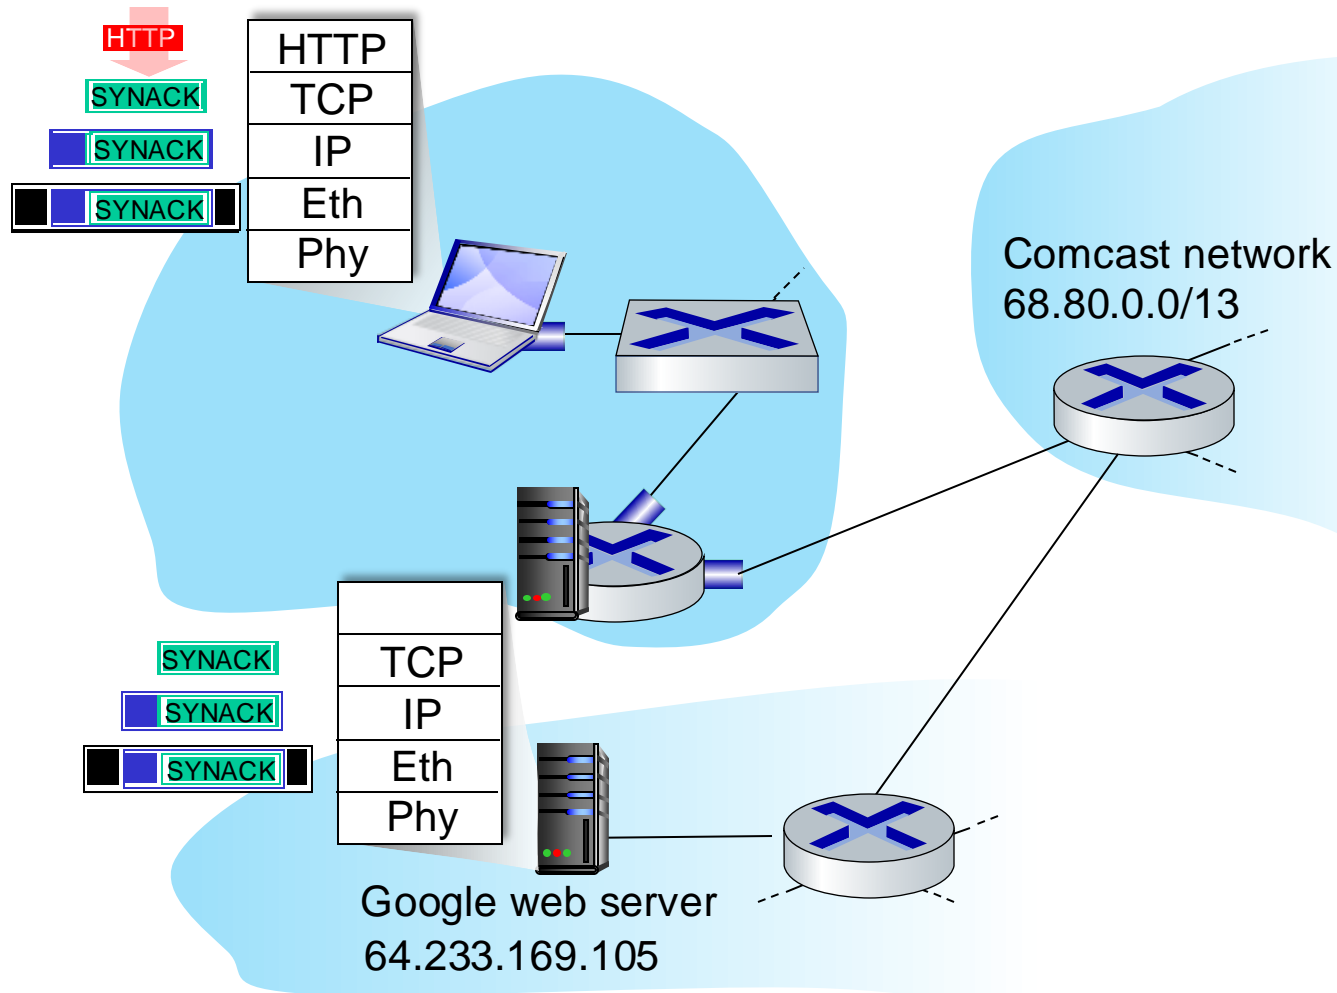 HTTP
SYNACK
SYNACK
SYNACK
HTTP
TCP
IP
Eth
Phy
Comcast network
68.80.0.0/13
SYNACK
SYNACK
SYNACK
TCP
IP
Eth
Phy
Google web server
64.233.169.105